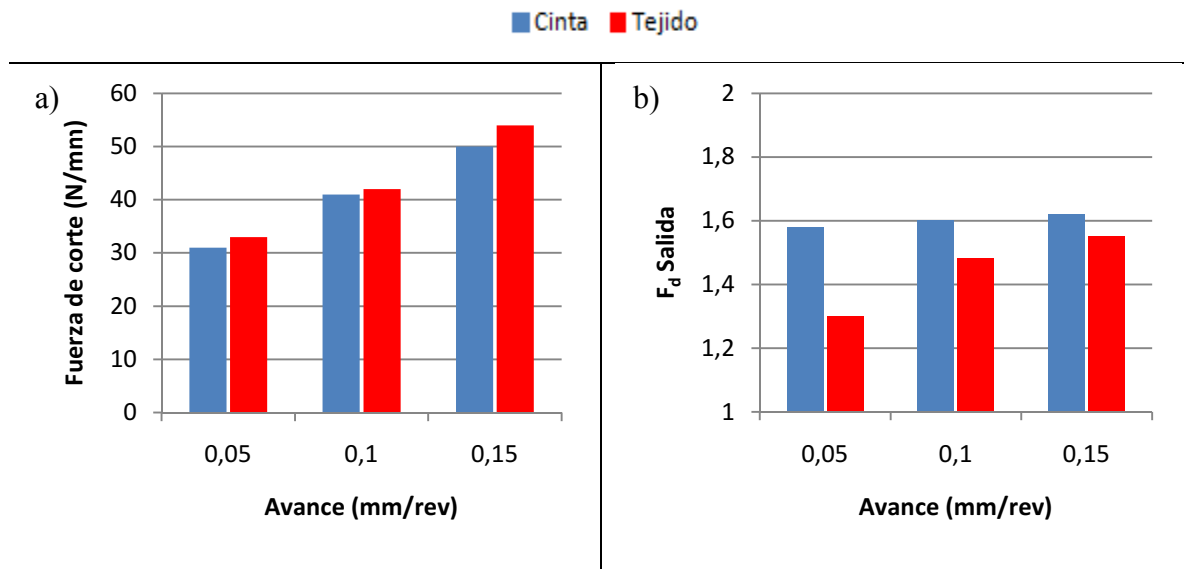 Cinta Tejido
a)
Fuerza de corte (N/mm)
60
50
40
30
20
10
0
0,05 0,1 0,15
Avance (mm/rev)
b)
Fd Salida
2
1,8
1,6
1,4
1,2
1
0,05 0,1 0,15
Avance (mm/rev)